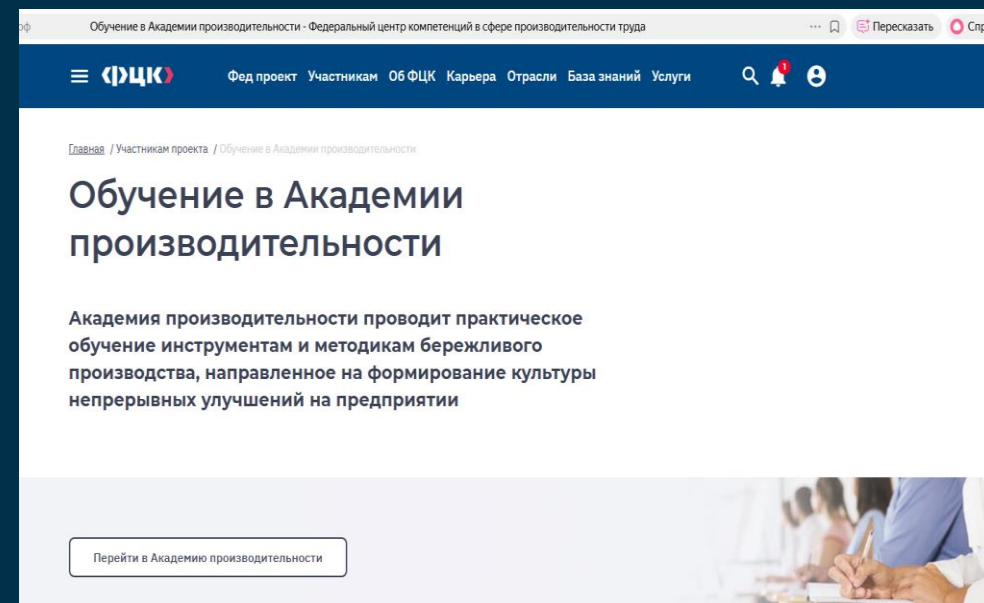 рф Обучение в Академии производительности - Федеральный центр компетенций в сфере производительности труда ... Пересказать
ФЦК Фед проект Участникам Об ФЦК Карьера Отрасли База знаний Услуги 1
Главная / Участникам проекта / Обучение в Академии производительности
Обучение в Академии
производительности
Академия производительности проводит практическое
обучение инструментам и методикам бережливого
производства, направленное на формирование культуры
непрерывных улучшений на предприятии
Перейти в Академию производительности